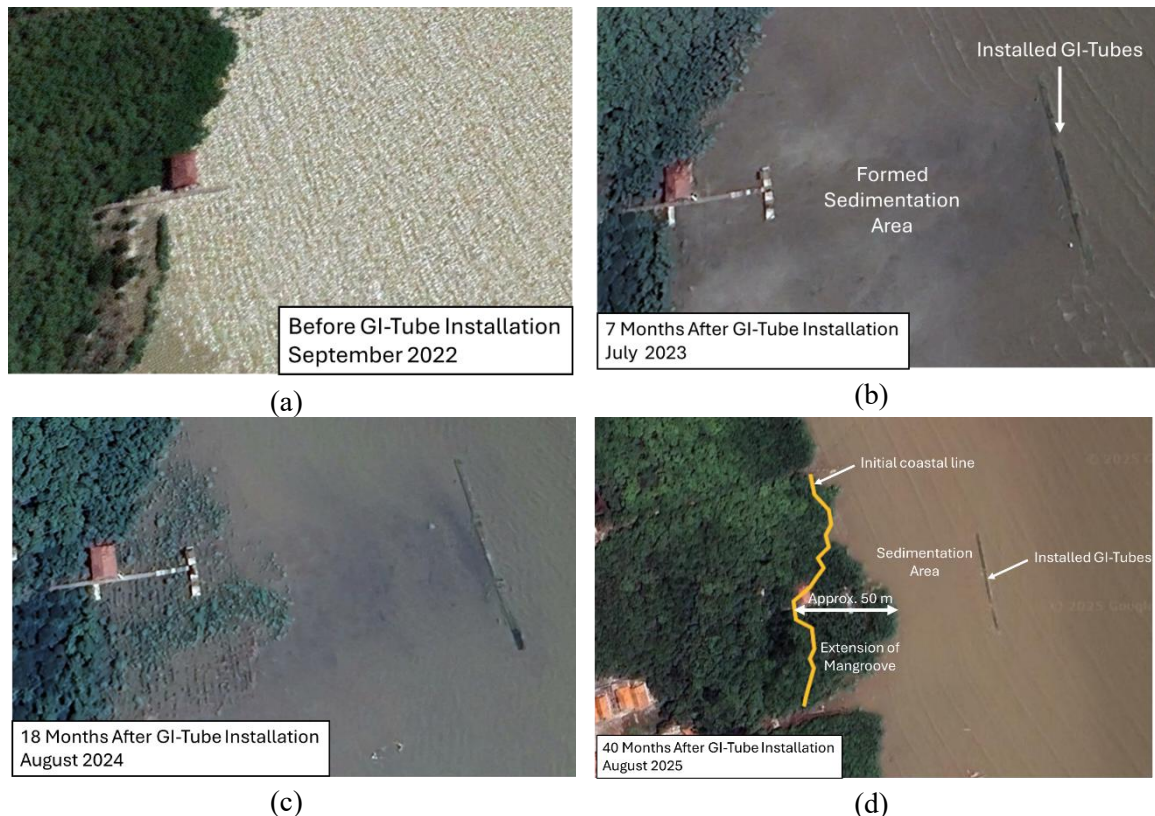 Before GI-Tube Installation
September 2022
(a)
Installed GI-Tubes
Formed
Sedimentation
Area
7 Months After GI-Tube Installation
July 2023
(b)
18 Months After GI-Tube Installation
August 2024
(c)
Initial coastal line
© 2025
Sedimentation
Area
Installed GI-Tubes
Approx. 50 m
© 2025 Google
Extension of
Mangroove
40 Months After GI-Tube Installation
August 2025
(d)